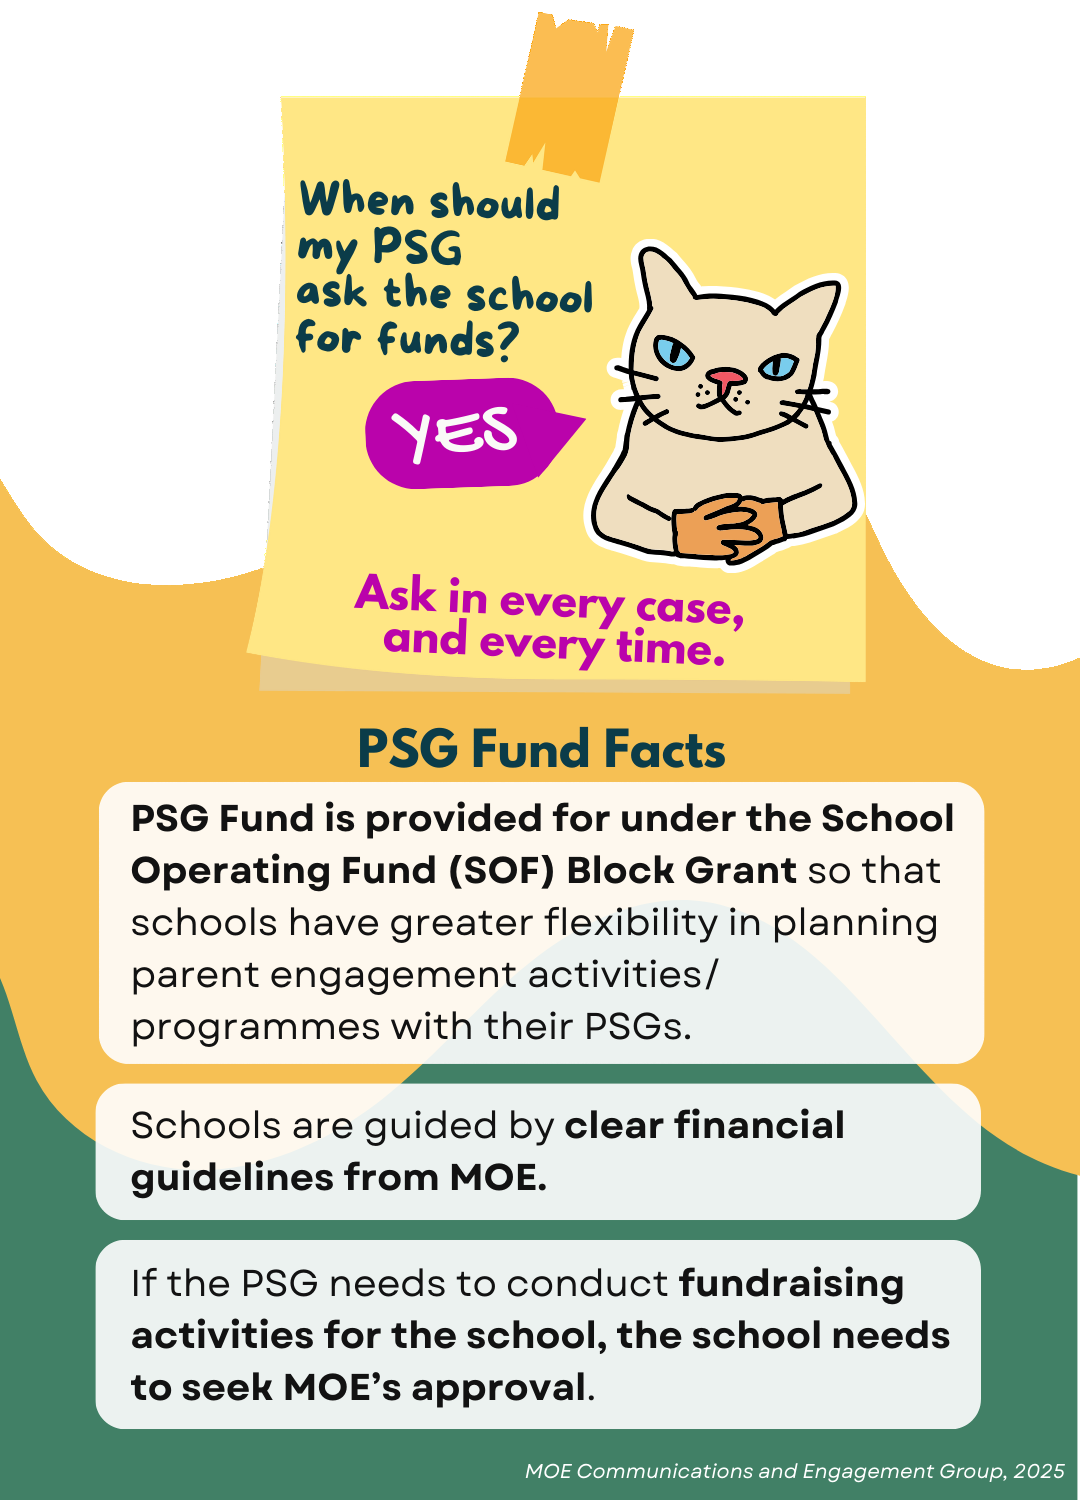 When should
my PSG
ask the school
for funds?
YES
Ask in every case,
and every time.
PSG Fund Facts
PSG Fund is provided for under the School
Operating Fund (SOF) Block Grant so that
schools have greater flexibility in planning
parent engagement activities/
programmes with their PSGs.
Schools are guided by clear financial
guidelines from MOE.
If the PSG needs to conduct fundraising
activities for the school, the school needs
to seek MOE’s approval.
MOE Communications and Engagement Group, 2025